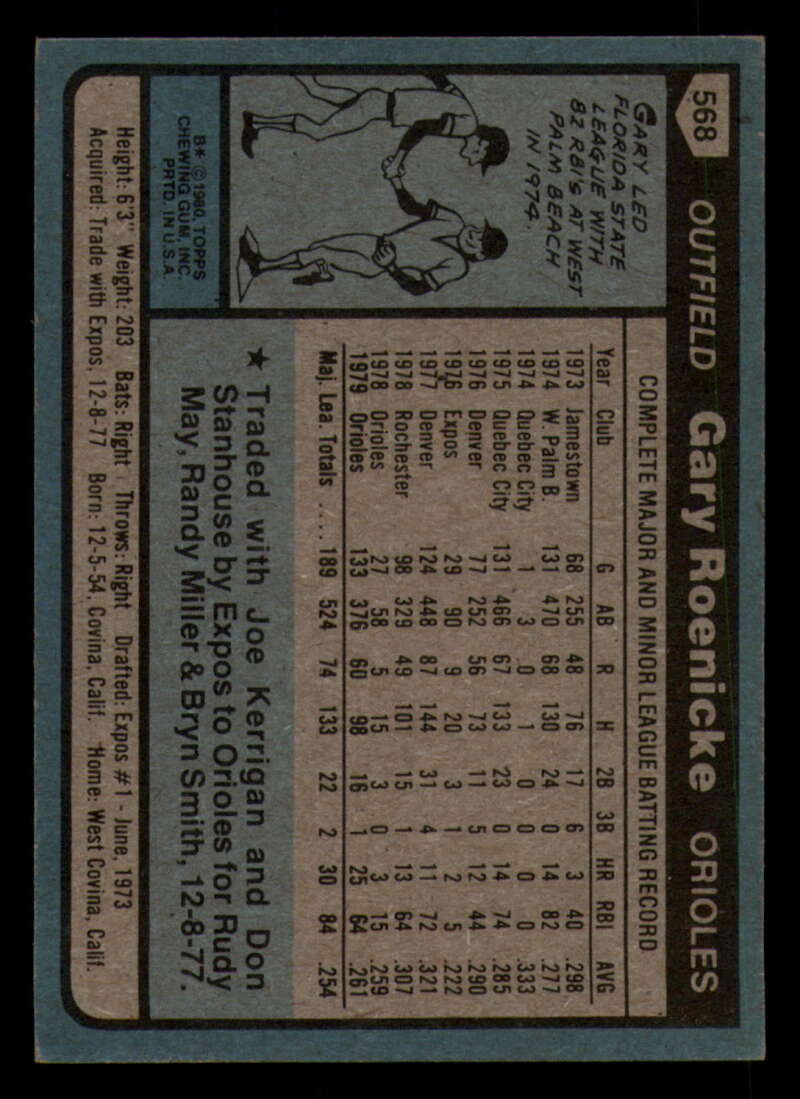 568 OUTFIELD Gary Roenicke ORIOLES
GARY LED
FLORIDA STATE
LEAGUE WITH
82 RBI'S AT WEST
PALM BEACH
IN 1974.
B* © 1980, TOPPS
CHEWING GUM, INC.
PRTD. IN U.S.A.
COMPLETE MAJOR AND MINOR LEAGUE BATTING RECORD
Year Club G AB R H 2B 3B HR RBI AVG
1973 Jamestown 68 255 48 76 17 6 3 40 .298
1974 W. Palm B. 131 470 68 130 24 0 14 82 .277
1974 Quebec City 1 3 0 1 0 0 0 0 .333
1975 Quebec City 131 466 67 133 23 0 14 74 .285
1976 Denver 77 252 56 73 11 5 12 44 .290
1976 Expos 29 90 9 20 3 1 2 5 .222
1977 Denver 124 448 87 144 31 4 11 72 .321
1978 Rochester 98 329 49 101 15 1 13 64 .307
1978 Orioles 27 58 5 15 3 0 3 15 .259
1979 Orioles 133 376 60 98 16 1 25 64 .261
Maj. Lea. Totals .... 189 524 74 133 22 2 30 84 .254
★ Traded with Joe Kerrigan and Don
Stanhouse by Expos to Orioles for Rudy
May, Randy Miller & Bryn Smith, 12-8-77.
Height: 6'3" Weight: 203 Bats: Right Throws: Right Drafted: Expos #1 - June, 1973
Acquired: Trade with Expos, 12-8-77 Born: 12-5-54, Covina, Calif. Home: West Covina, Calif.